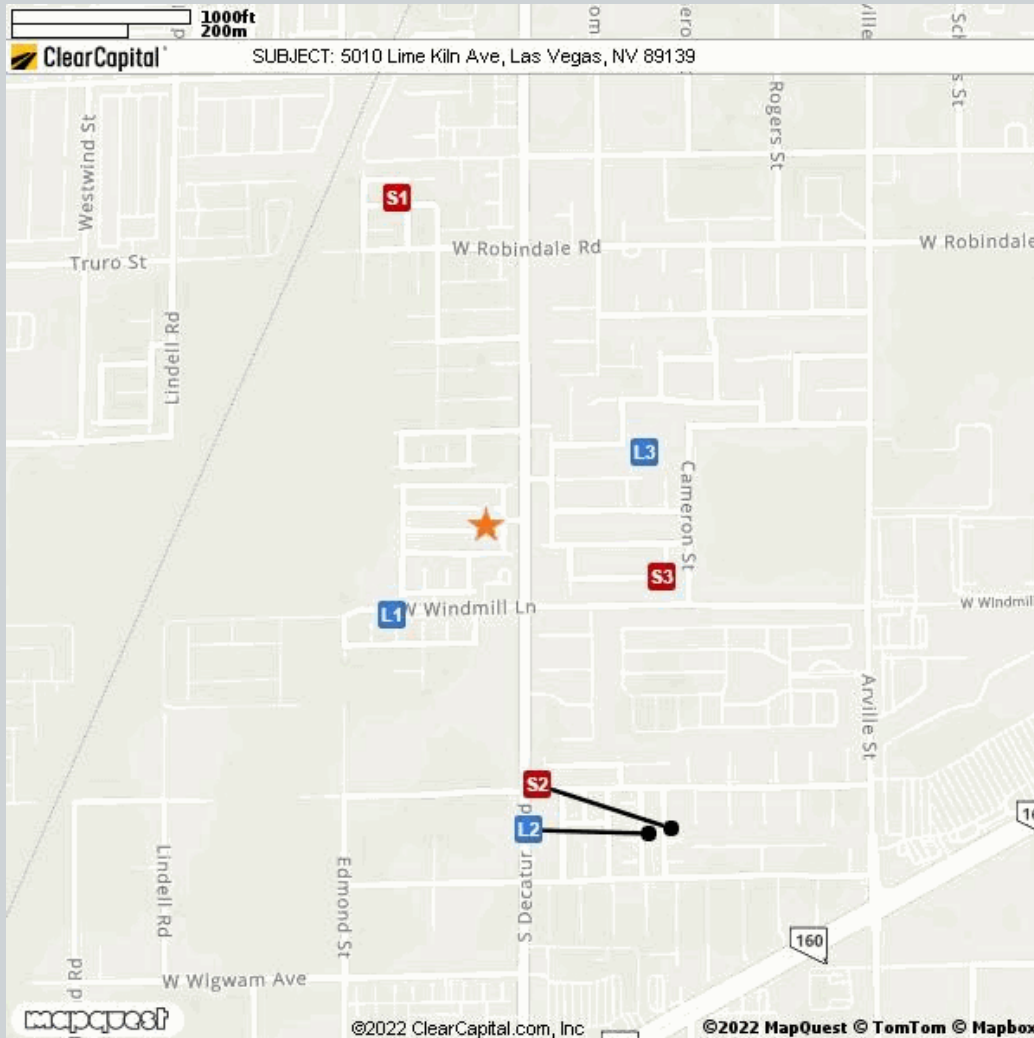 1000ft
200m
ClearCapital
SUBJECT: 5010 Lime Kiln Ave, Las Vegas, NV 89139
Westwind St
Rogers St
S1
W Robindale Rd
W Robindale
Truro St
Lindell Rd
L3
Cameron St
S3
L1
W Windmill Ln
W Windmil
Arville St
S2
L2
S Decatur
Lindell Rd
Edmond St
160
W Wigwam Ave
mapquest
©2022 ClearCapital.com, Inc
©2022 MapQuest © TomTom © Mapbox